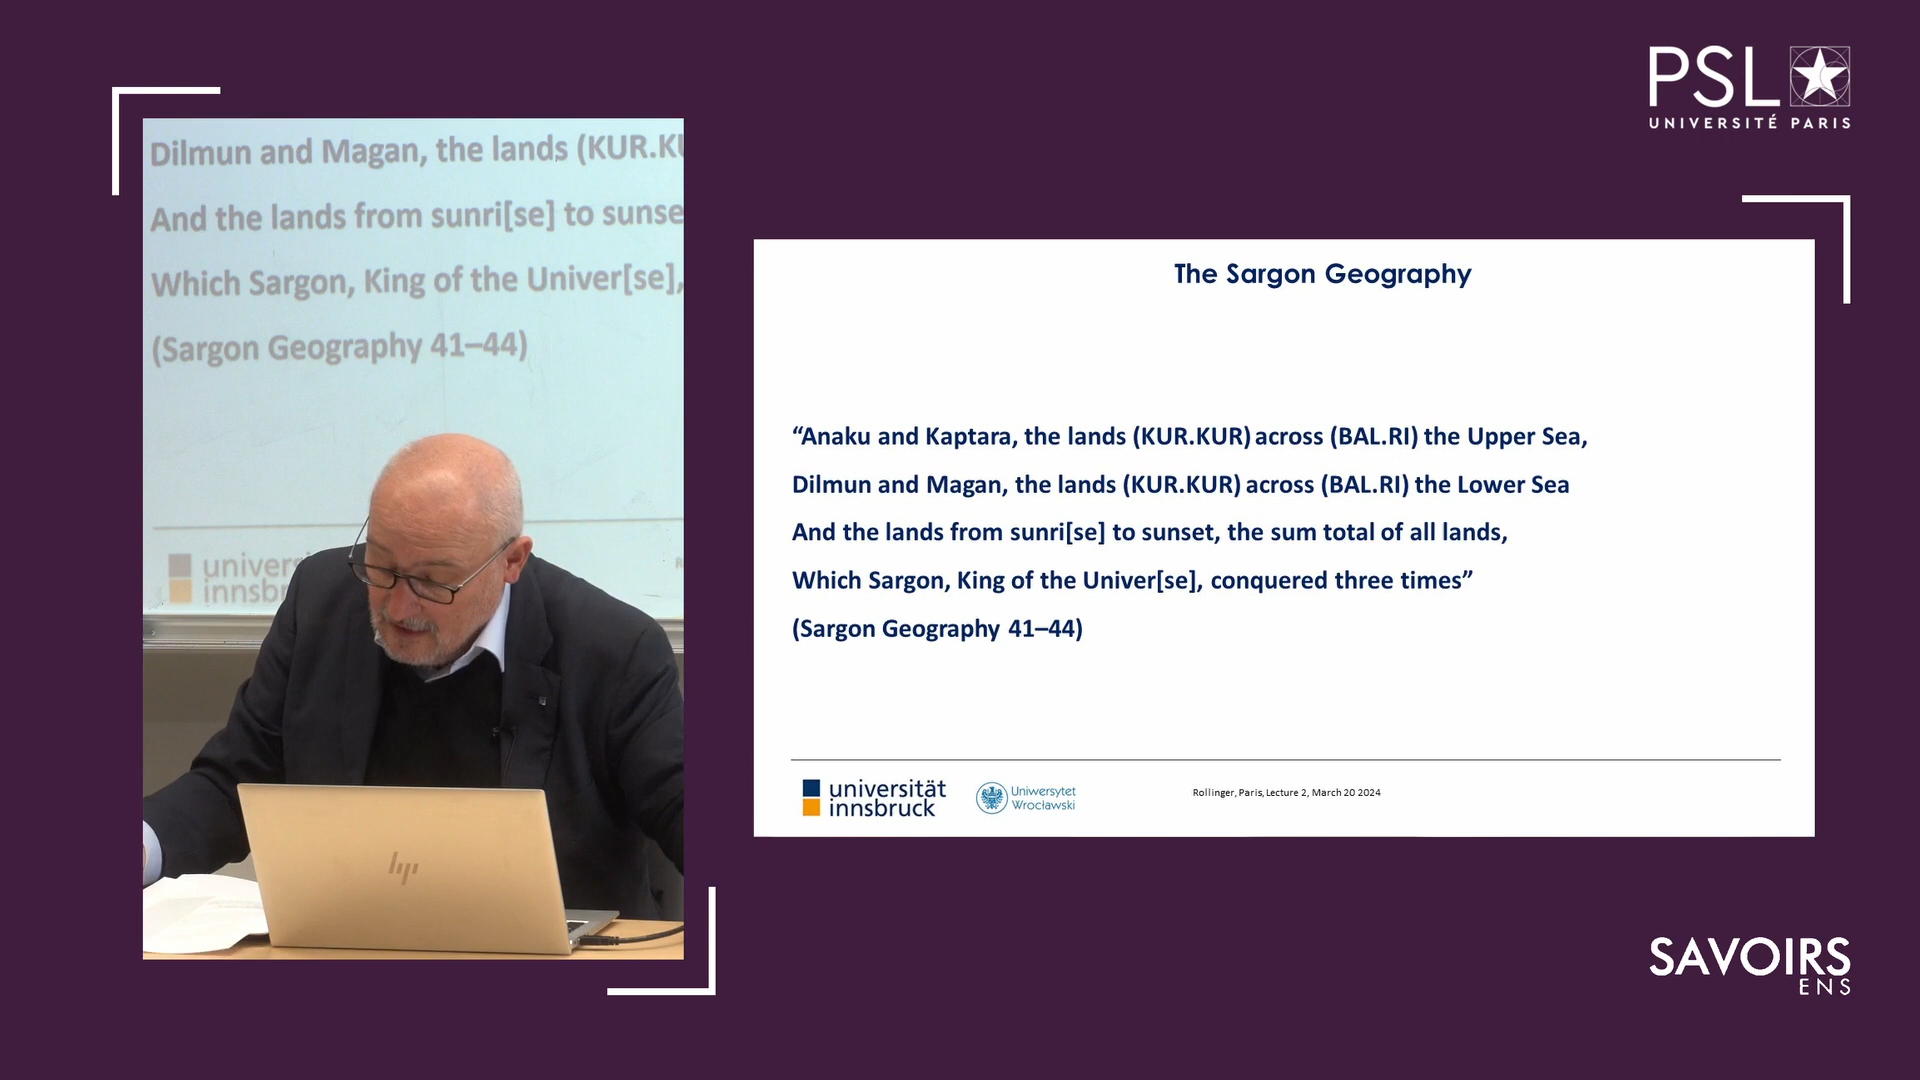 PSL
UNIVERSITÉ PARIS
Dilmun and Magan, the lands (KUR.KU
And the lands from sunri[se] to sunse
Which Sargon, King of the Univer[se],
(Sargon Geography 41–44)
univers
innsbr
hp
The Sargon Geography
“Anaku and Kaptara, the lands (KUR.KUR) across (BAL.RI) the Upper Sea,
Dilmun and Magan, the lands (KUR.KUR) across (BAL.RI) the Lower Sea
And the lands from sunri[se] to sunset, the sum total of all lands,
Which Sargon, King of the Univer[se], conquered three times”
(Sargon Geography 41–44)
universität
innsbruck
Uniwersytet
Wrocławski
Rollinger, Paris, Lecture 2, March 20 2024
SAVOIRS
ENS